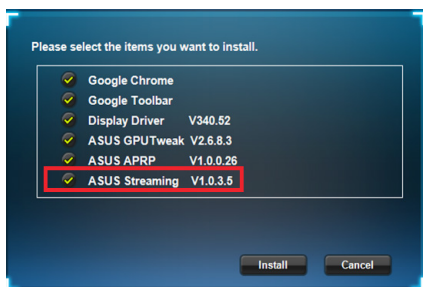 Please select the items you want to install.
Google Chrome
Google Toolbar
Display Driver V340.52
ASUS GPUTweak V2.6.8.3
ASUS APRP V1.0.0.26
ASUS Streaming V1.0.3.5
Install Cancel